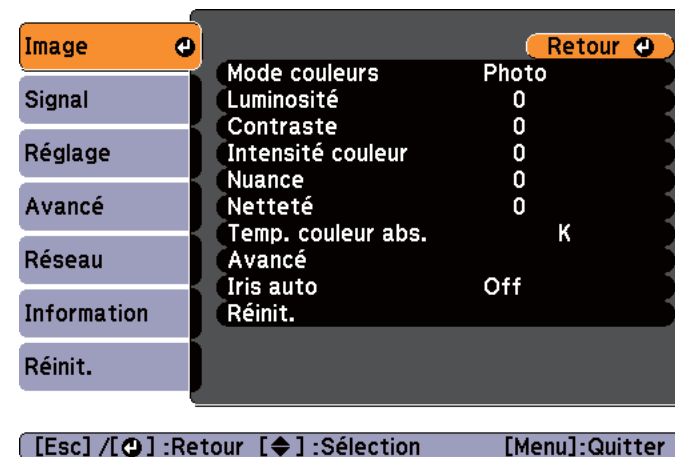 Image
Signal
Réglage
Avancé
Réseau
Information
Réinit.
Retour
Mode couleurs Photo
Luminosité 0
Contraste 0
Intensité couleur 0
Nuance 0
Netteté 0
Temp. couleur abs. K
Avancé
Iris auto Off
Réinit.
[Esc] /[ ] :Retour [ ] :Sélection [Menu]:Quitter